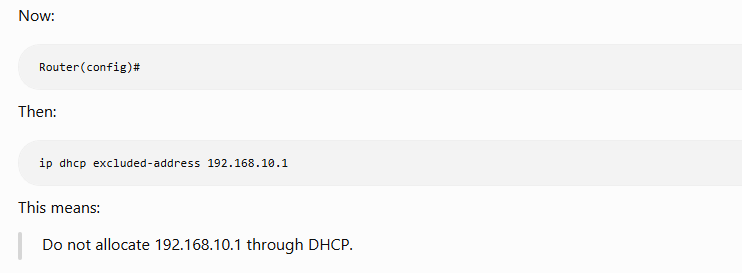 Now:
Router(config)#
Then:
ip dhcp excluded-address 192.168.10.1
This means:
Do not allocate 192.168.10.1 through DHCP.